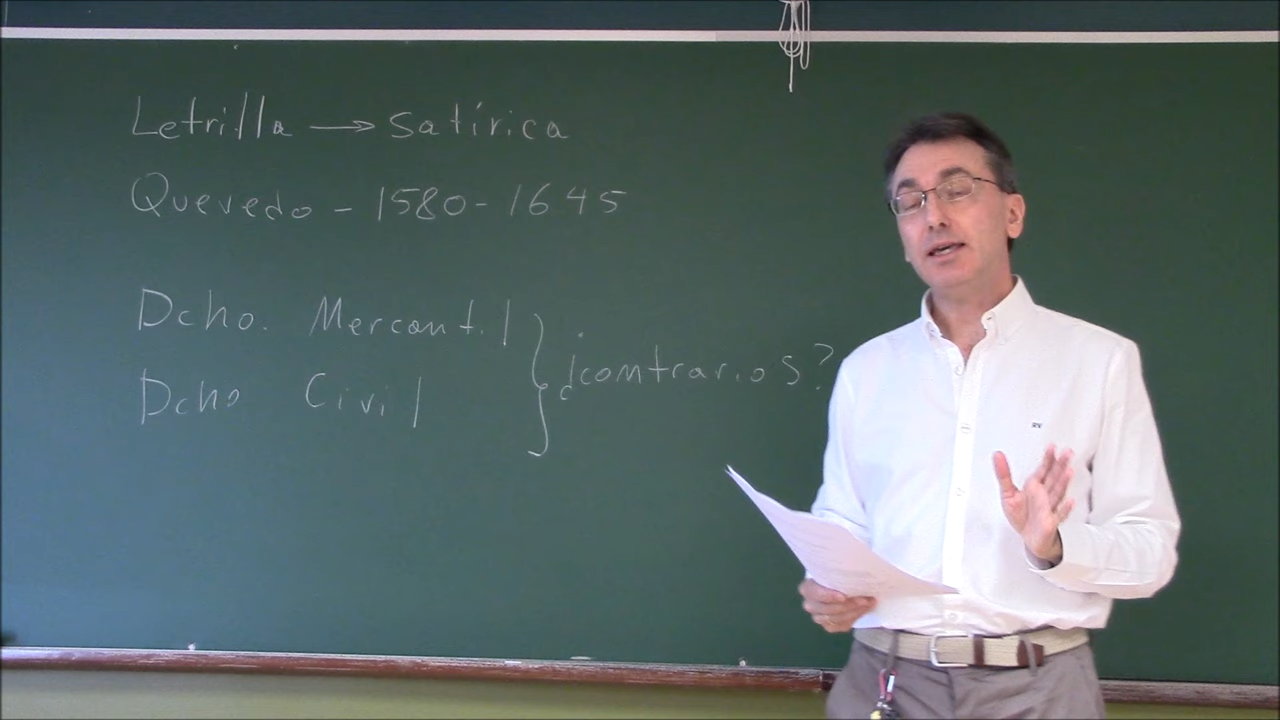 Letrilla → satírica
Quevedo - 1580-1645
Dcho. Mercantil
Dcho Civil
¿contrarios?